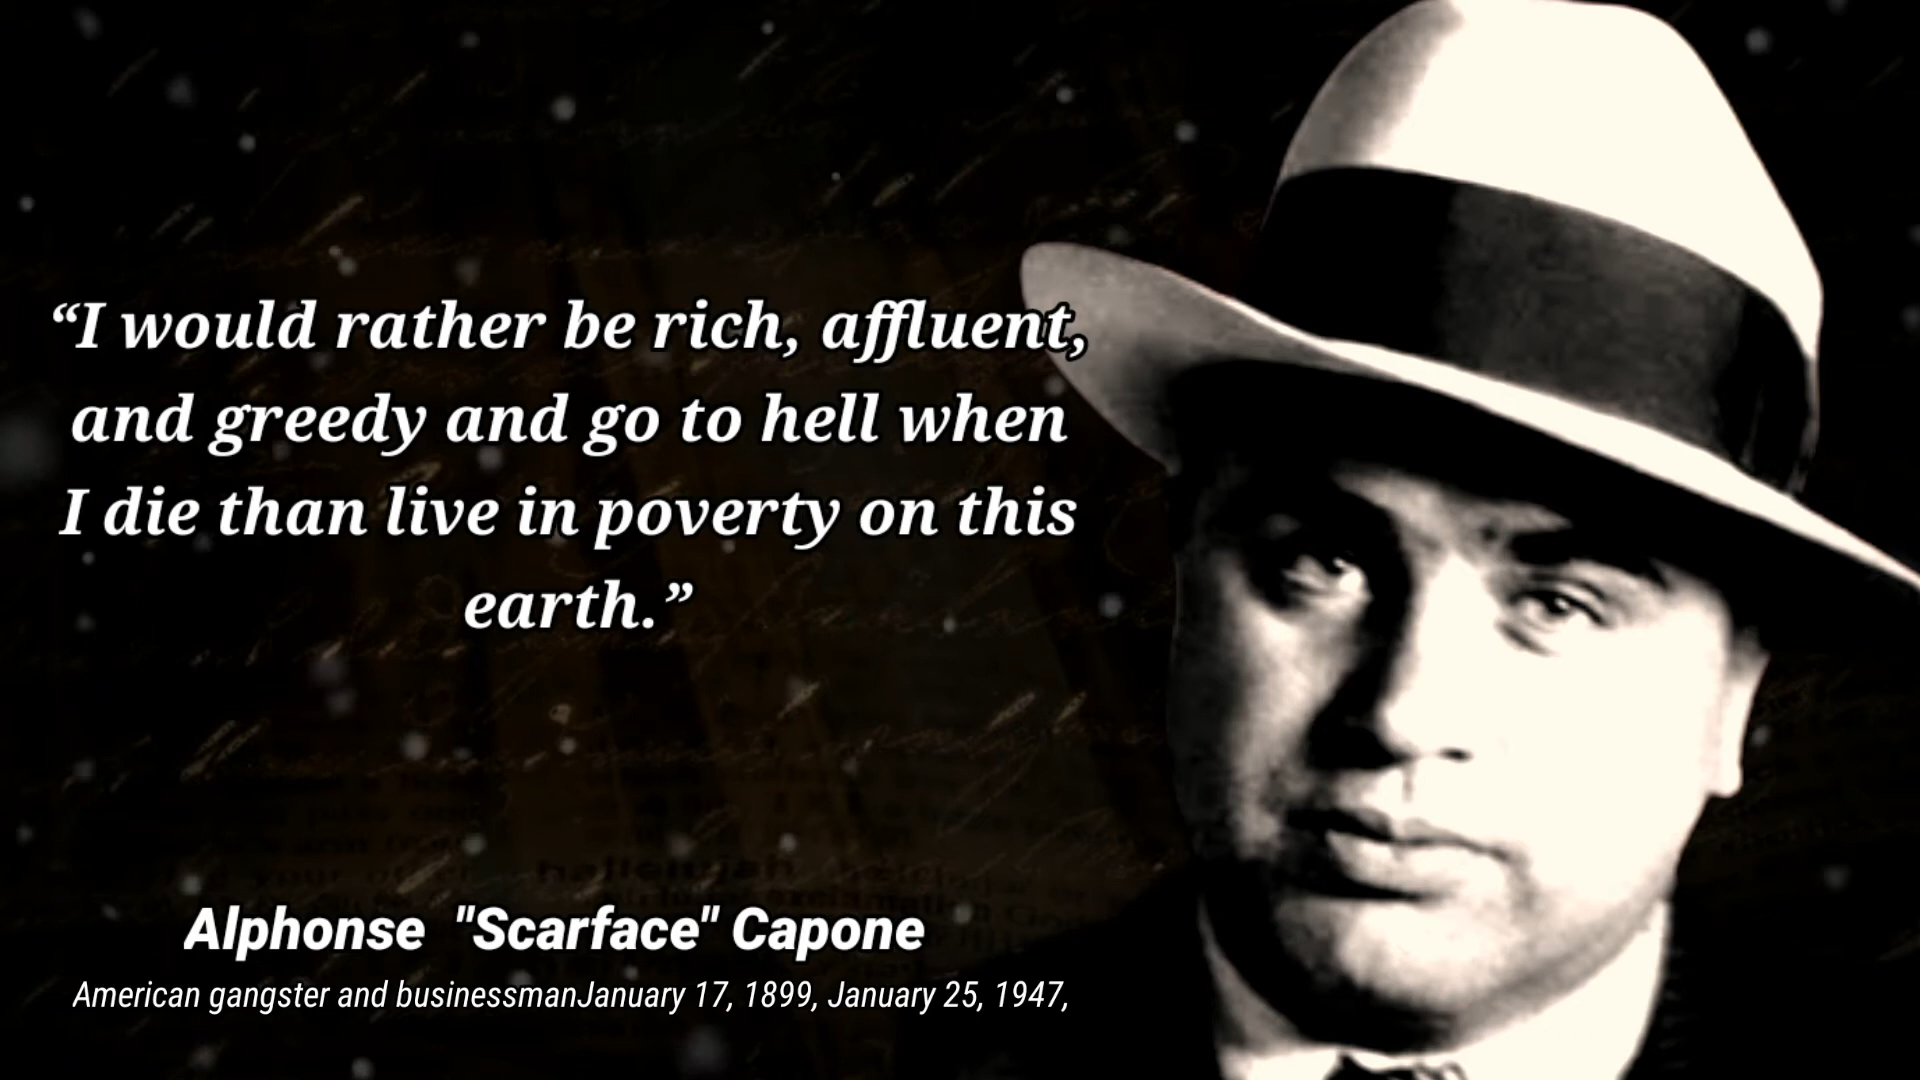 “I would rather be rich, affluent,
and greedy and go to hell when
I die than live in poverty on this
earth.”
hallelujah
Alphonse "Scarface" Capone
American gangster and businessmanJanuary 17, 1899, January 25, 1947,